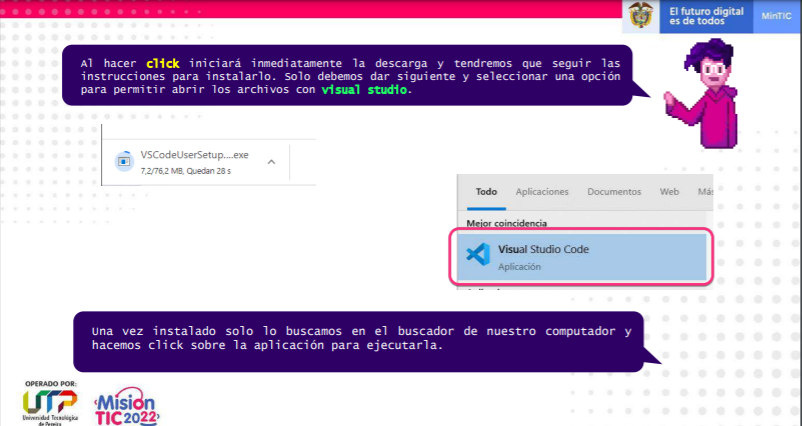 El futuro digital
es de todos
MinTIC
Al hacer click iniciará inmediatamente la descarga y tendremos que seguir las
instrucciones para instalarlo. Solo debemos dar siguiente y seleccionar una opción
para permitir abrir los archivos con visual studio.
VSCodeUserSetup....exe
7,2/76,2 MB, Quedan 28 s
Todo Aplicaciones Documentos Web Más
Mejor coincidencia
Visual Studio Code
Aplicación
Una vez instalado solo lo buscamos en el buscador de nuestro computador y
hacemos click sobre la aplicación para ejecutarla.
OPERADO POR:
UTP
Universidad Tecnológica
de Pereira
Misión
TIC 2022